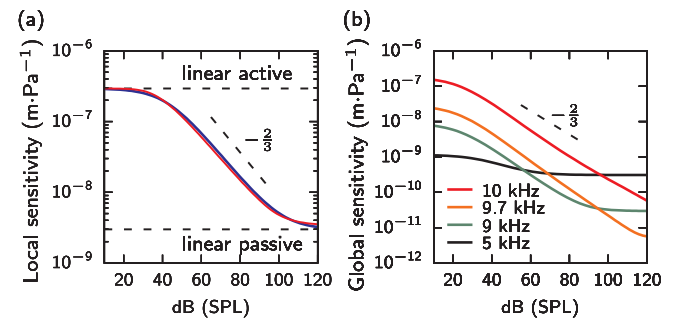 (a)
10⁻⁶
10⁻⁷
10⁻⁸
10⁻⁹
Local sensitivity (m·Pa⁻¹)
linear active
−2/3
linear passive
20 40 60 80 100 120
dB (SPL)
(b)
10⁻⁶
10⁻⁷
10⁻⁸
10⁻⁹
10⁻¹⁰
10⁻¹¹
10⁻¹²
Global sensitivity (m·Pa⁻¹)
−2/3
10 kHz
9.7 kHz
9 kHz
5 kHz
20 40 60 80 100 120
dB (SPL)